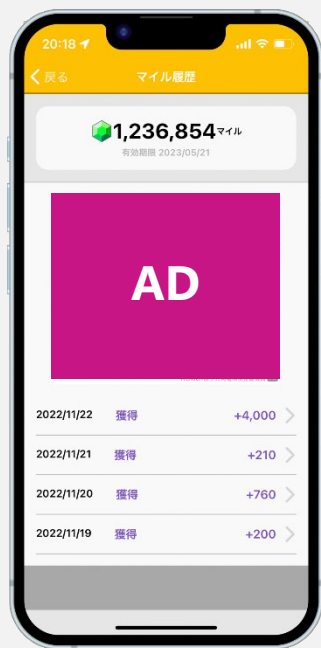 20:18
戻る
マイル履歴
1,236,854マイル
有効期限 2023/05/21
AD
2022/11/22 獲得 +4,000
2022/11/21 獲得 +210
2022/11/20 獲得 +760
2022/11/19 獲得 +200